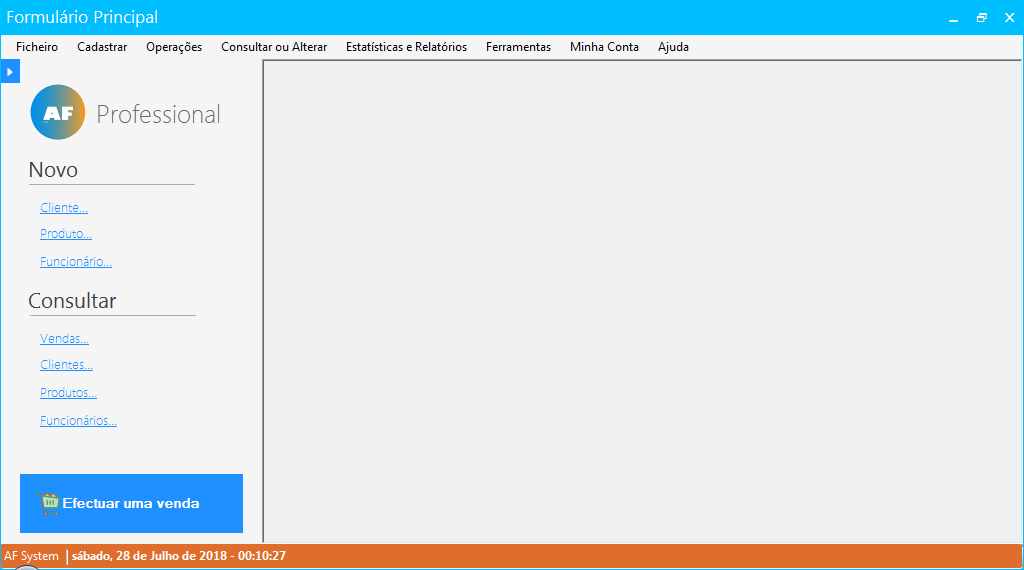 Formulário Principal
Ficheiro Cadastrar Operações Consultar ou Alterar Estatísticas e Relatórios Ferramentas Minha Conta Ajuda
AF Professional
Novo
Cliente...
Produto...
Funcionário...
Consultar
Vendas...
Clientes...
Produtos...
Funcionários...
Efectuar uma venda
AF System | sábado, 28 de Julho de 2018 - 00:10:27